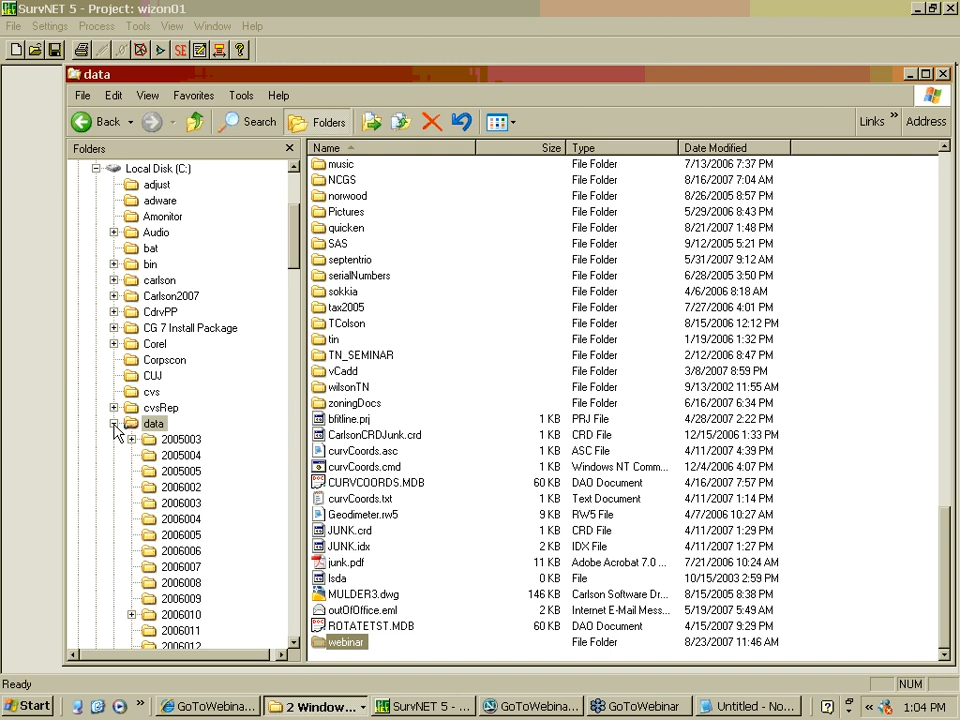 SurvNET 5 - Project: wizon01
File Settings Process Tools View Window Help
SE
data
File Edit View Favorites Tools Help
Back Search Folders Links » Address
Folders
Name Size Type Date Modified
Local Disk (C:)
adjust
adware
Amonitor
Audio
bat
bin
carlson
Carlson2007
CdrvPP
CG 7 Install Package
Corel
Corpscon
CUJ
cvs
cvsRep
data
2005003
2005004
2005005
2006002
2006003
2006004
2006005
2006006
2006007
2006008
2006009
2006010
2006011
2006012
music File Folder 7/13/2006 7:37 PM
NCGS File Folder 8/16/2007 7:04 AM
norwood File Folder 8/26/2005 8:57 PM
Pictures File Folder 5/29/2006 8:43 PM
quicken File Folder 8/21/2007 1:48 PM
SAS File Folder 9/12/2005 5:21 PM
septentrio File Folder 5/31/2007 9:12 AM
serialNumbers File Folder 6/28/2005 3:50 PM
sokkia File Folder 4/6/2006 8:18 AM
tax2005 File Folder 7/27/2006 4:01 PM
TColson File Folder 8/15/2006 12:12 PM
tin File Folder 1/19/2006 1:32 PM
TN_SEMINAR File Folder 2/12/2006 8:47 PM
vCadd File Folder 3/8/2007 8:59 PM
wilsonTN File Folder 9/13/2002 11:55 AM
zoningDocs File Folder 6/16/2007 6:34 PM
bfitline.prj 1 KB PRJ File 4/28/2007 2:22 PM
CarlsonCRDJunk.crd 1 KB CRD File 12/15/2006 1:33 PM
curvCoords.asc 1 KB ASC File 4/11/2007 4:39 PM
curvCoords.cmd 1 KB Windows NT Comm... 12/4/2006 4:07 PM
CURVCOORDS.MDB 60 KB DAO Document 4/16/2007 7:57 PM
curvCoords.txt 1 KB Text Document 4/11/2007 1:14 PM
Geodimeter.rw5 9 KB RW5 File 4/7/2006 10:27 AM
JUNK.crd 1 KB CRD File 4/11/2007 1:29 PM
JUNK.idx 2 KB IDX File 4/11/2007 1:27 PM
junk.pdf 11 KB Adobe Acrobat 7.0 ... 7/21/2006 10:24 AM
lsda 0 KB File 10/15/2003 2:59 PM
MULDER3.dwg 146 KB Carlson Software Dr... 8/15/2005 8:38 PM
outOfOffice.eml 2 KB Internet E-Mail Mess... 5/19/2007 5:49 AM
ROTATETST.MDB 60 KB DAO Document 4/15/2007 9:29 PM
webinar File Folder 8/23/2007 11:46 AM
Ready NUM
Start » GoToWebina... 2 Window... SurvNET 5 - ... GoToWebina... GoToWebinar Untitled - No... « 1:04 PM